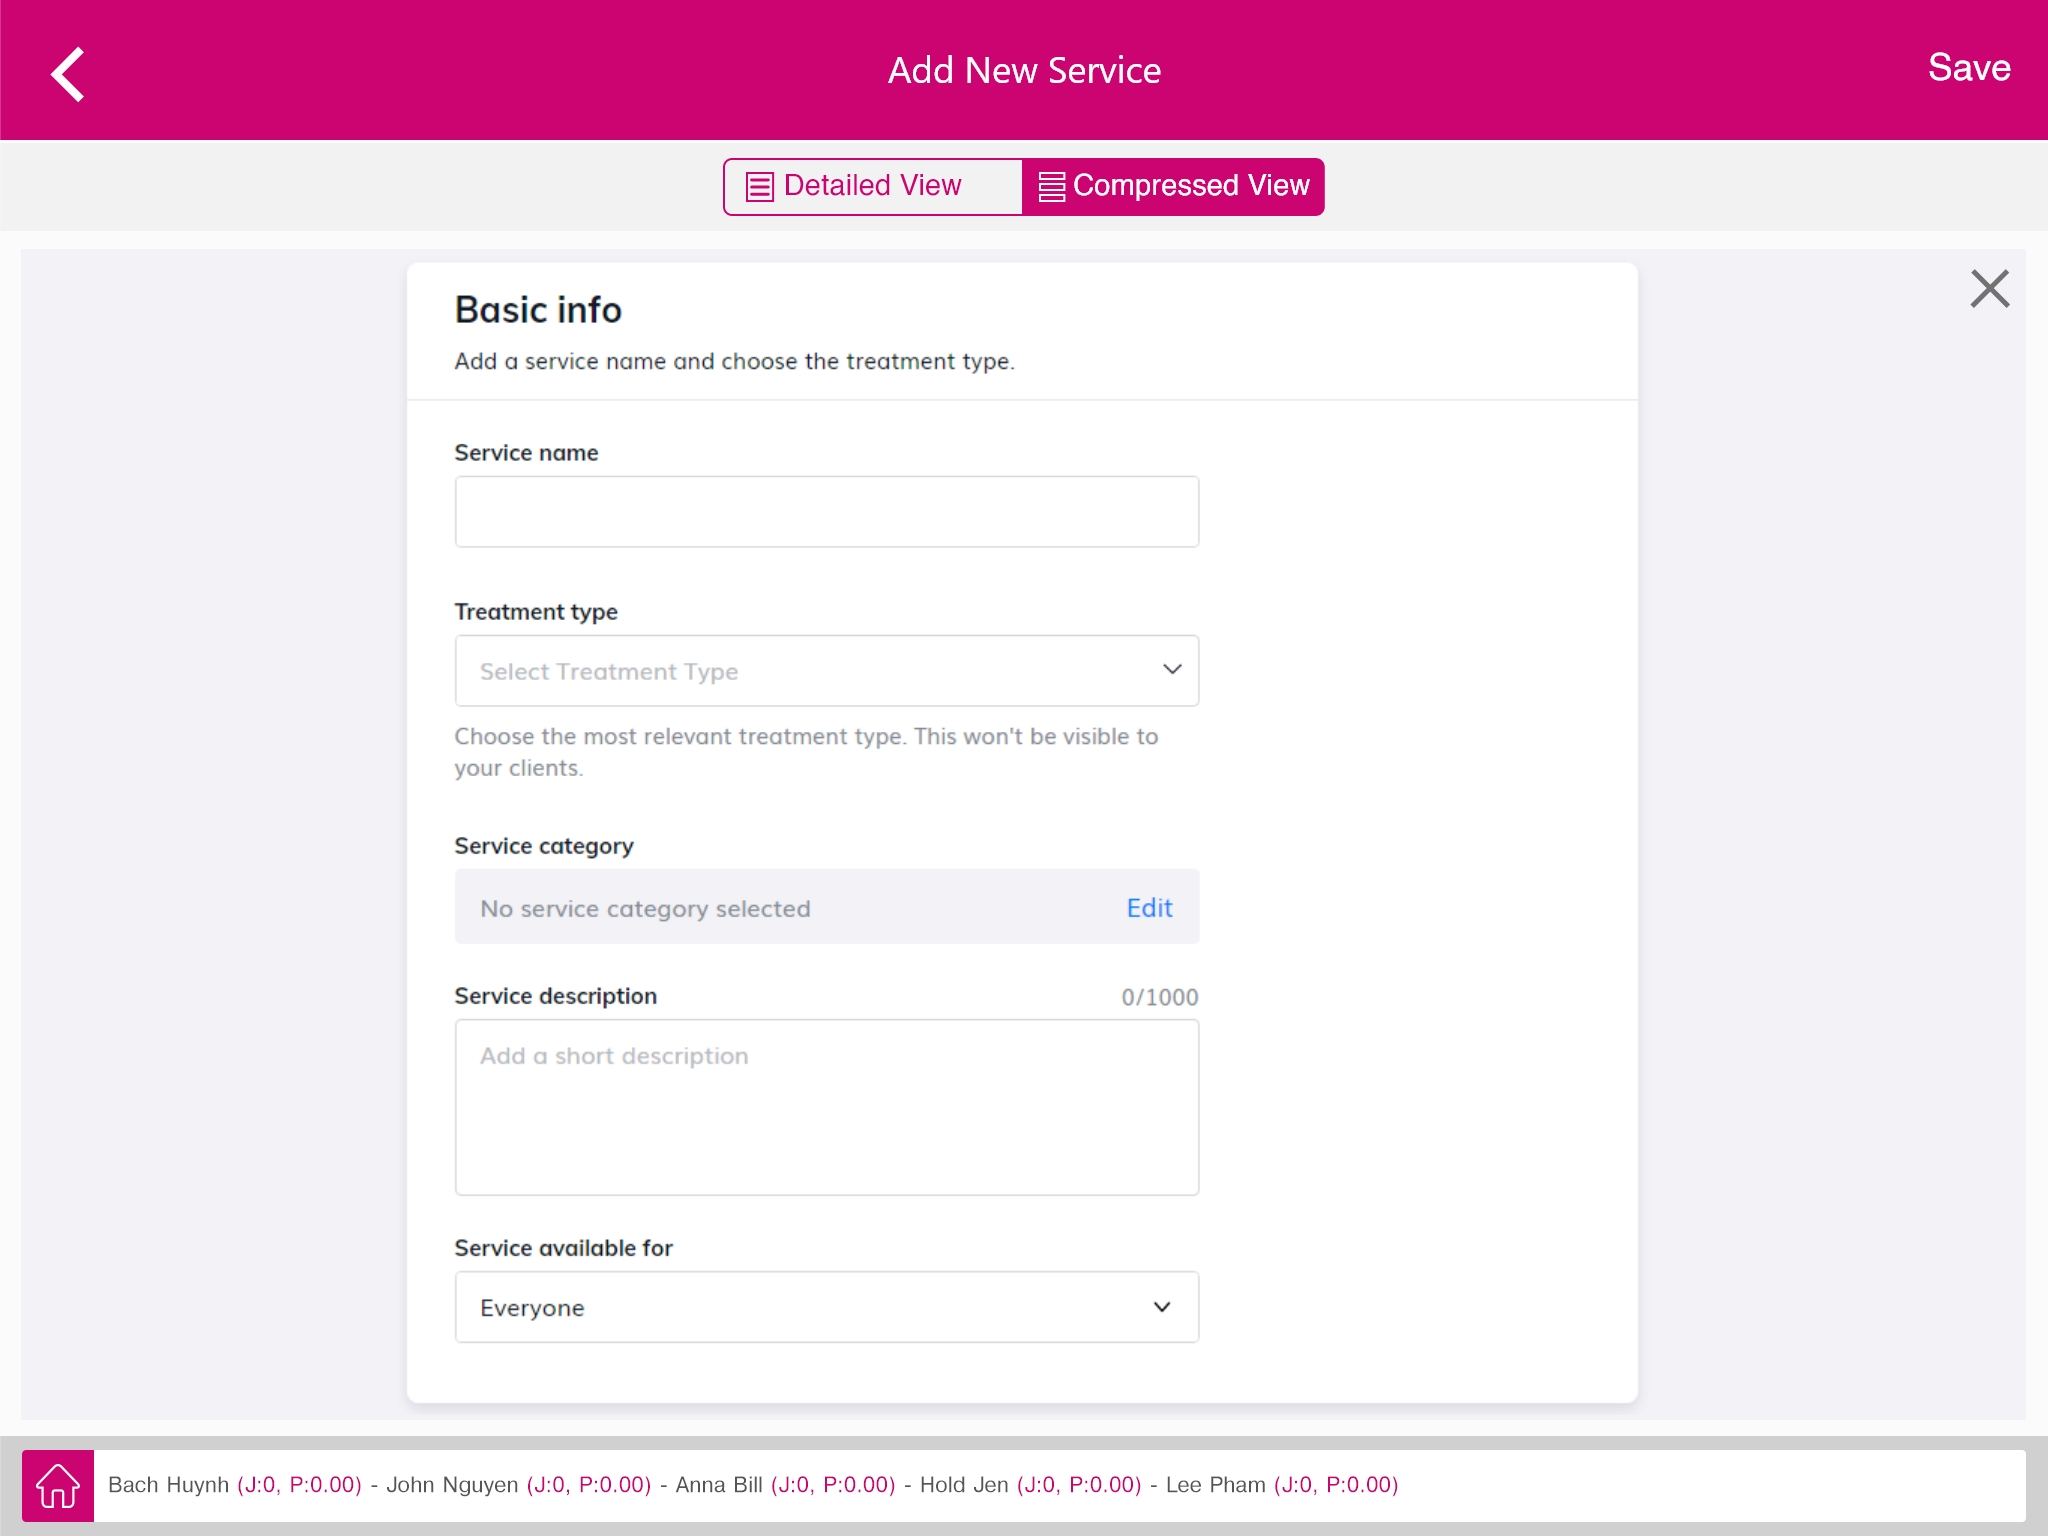 Add New Service
Save
Detailed View
Compressed View
Basic info
Add a service name and choose the treatment type.
Service name
Treatment type
Select Treatment Type
Choose the most relevant treatment type. This won't be visible to
your clients.
Service category
No service category selected
Edit
Service description
0/1000
Add a short description
Service available for
Everyone
Bach Huynh (J:0, P:0.00) - John Nguyen (J:0, P:0.00) - Anna Bill (J:0, P:0.00) - Hold Jen (J:0, P:0.00) - Lee Pham (J:0, P:0.00)